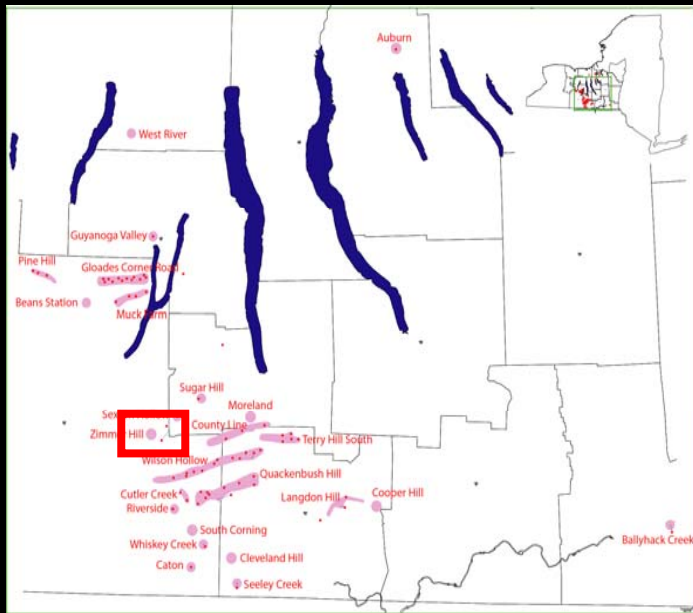 Auburn
West River
Guyanoga Valley
Pine Hill
Gloades Corner Road
Beans Station
Muck Farm
Sugar Hill
Moreland
County Line
Hill
Terry Hill South
Wilson Hollow
Quackenbush Hill
Cutler Creek
Langdon Hill
Cooper Hill
Riverside
South Corning
Ballyhack Creek
Whiskey Creek
Cleveland Hill
Caton
Seeley Creek